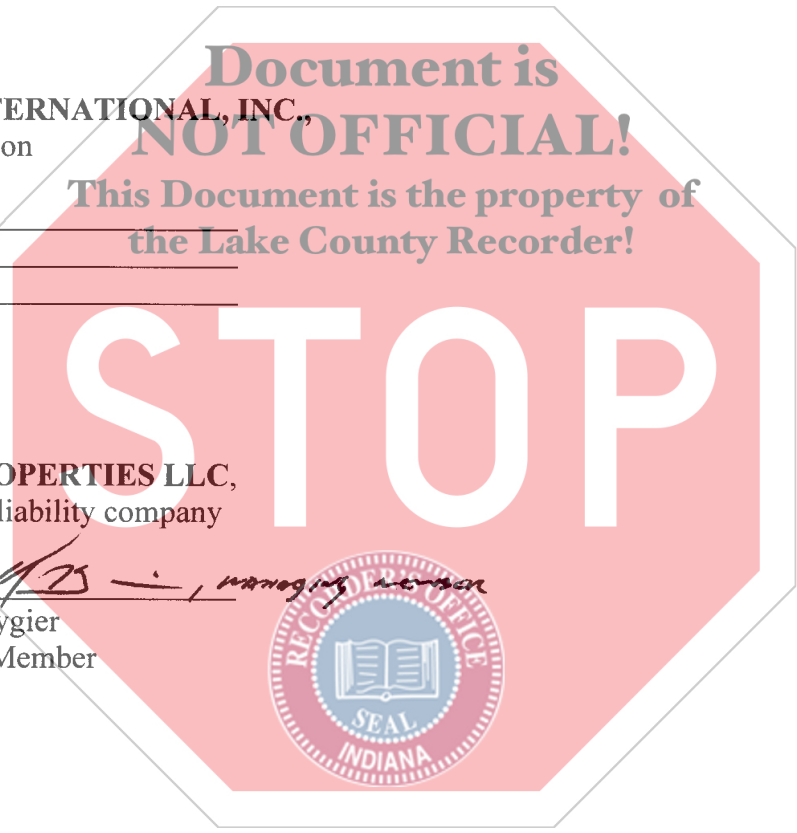 Document is
TERNATIONAL, INC.,
NOT OFFICIAL!
on
This Document is the property of
the Lake County Recorder!
STOP
OPERTIES LLC,
liability company
, managing member
ygier
Member
RECORDER'S OFFICE
SEAL
INDIANA